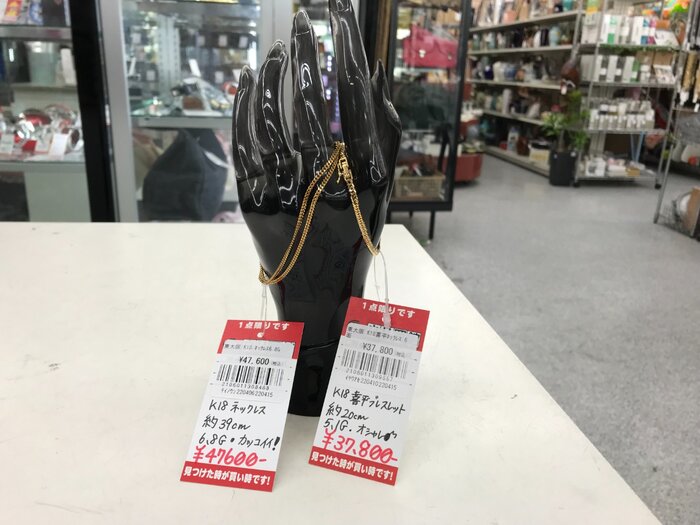 1点限りです
¥47,600(税込)
K18 ネックレス
約39cm
6.8G・カッコイイ!
¥47600-
見つけた時が買い時です!
1点限りです
¥37,800(税込)
K18 喜平ブレスレット
約20cm
5.1G・オシャレ
¥37,800-
見つけた時が買い時です!